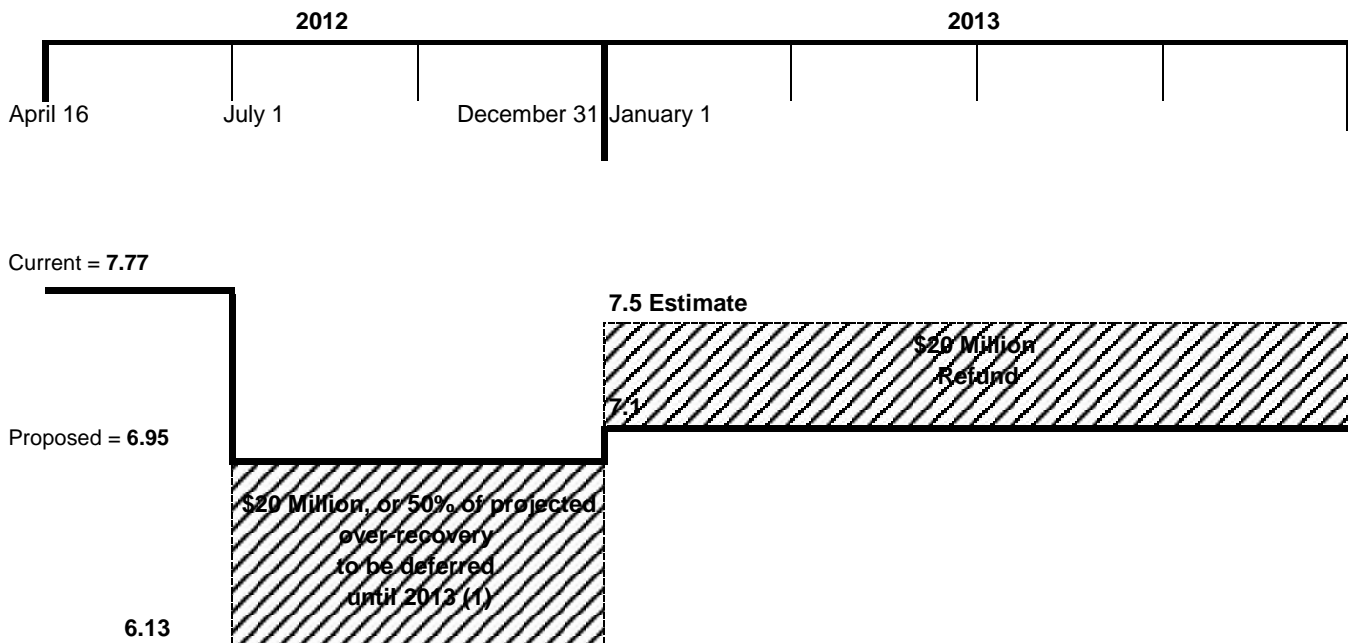 2012 2013
April 16 July 1 December 31 January 1
Current = 7.77
7.5 Estimate
$20 Million
Refund
7.1
Proposed = 6.95
$20 Million, or 50% of projected
over-recovery
to be deferred
until 2013 (1)
6.13